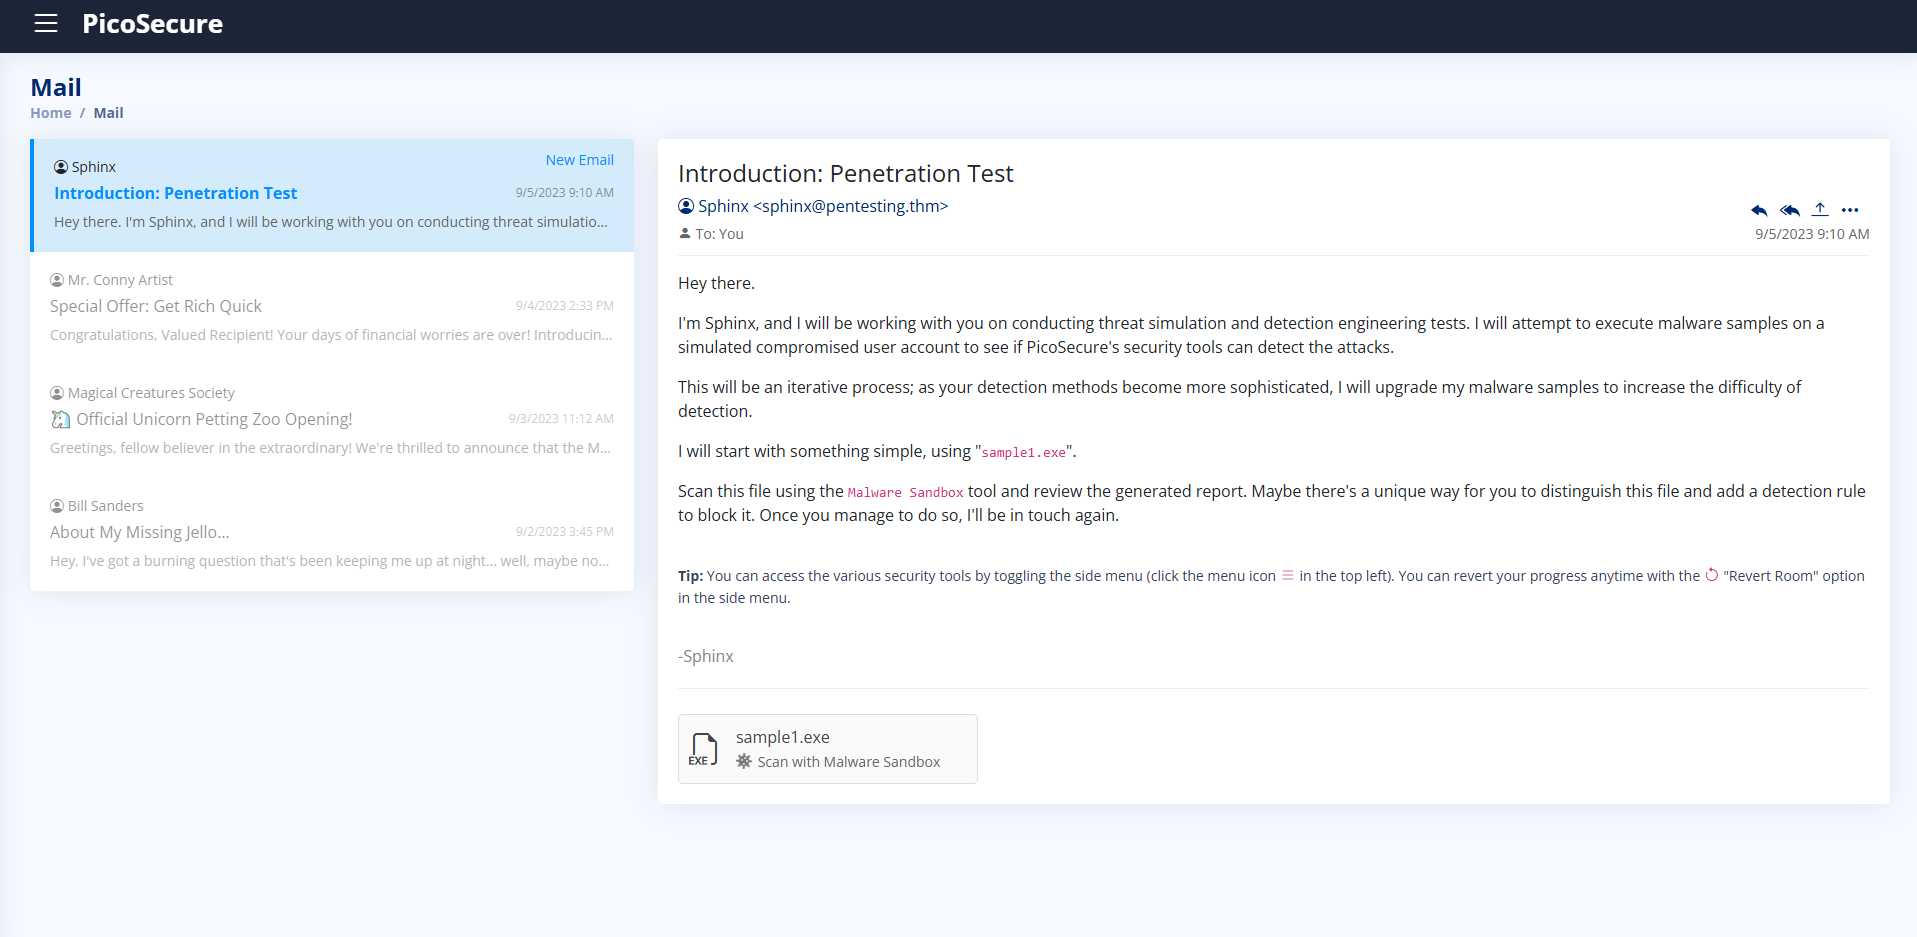 PicoSecure
Mail
Home / Mail
Sphinx
New Email
Introduction: Penetration Test
9/5/2023 9:10 AM
Hey there. I'm Sphinx, and I will be working with you on conducting threat simulatio...
Mr. Conny Artist
Special Offer: Get Rich Quick
9/4/2023 2:33 PM
Congratulations, Valued Recipient! Your days of financial worries are over! Introducin...
Magical Creatures Society
🦄 Official Unicorn Petting Zoo Opening!
9/3/2023 11:12 AM
Greetings, fellow believer in the extraordinary! We're thrilled to announce that the M...
Bill Sanders
About My Missing Jello...
9/2/2023 3:45 PM
Hey, I've got a burning question that's been keeping me up at night... well, maybe no...
Introduction: Penetration Test
Sphinx <sphinx@pentesting.thm>
To: You
9/5/2023 9:10 AM
Hey there.
I'm Sphinx, and I will be working with you on conducting threat simulation and detection engineering tests. I will attempt to execute malware samples on a
simulated compromised user account to see if PicoSecure's security tools can detect the attacks.
This will be an iterative process; as your detection methods become more sophisticated, I will upgrade my malware samples to increase the difficulty of
detection.
I will start with something simple, using "sample1.exe".
Scan this file using the Malware Sandbox tool and review the generated report. Maybe there's a unique way for you to distinguish this file and add a detection rule
to block it. Once you manage to do so, I'll be in touch again.
Tip: You can access the various security tools by toggling the side menu (click the menu icon ☰ in the top left). You can revert your progress anytime with the ↺ "Revert Room" option
in the side menu.
-Sphinx
EXE
sample1.exe
Scan with Malware Sandbox